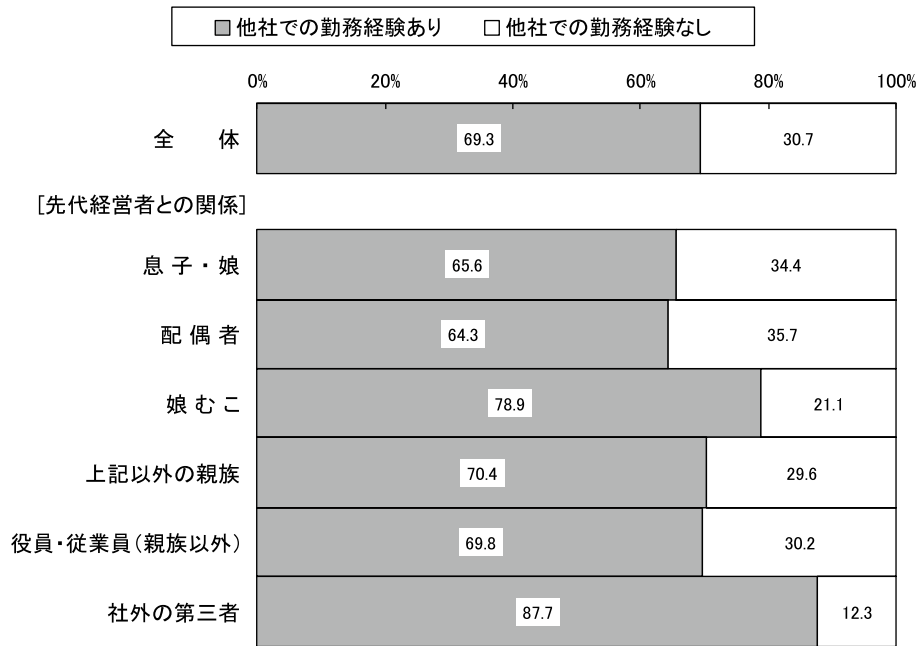 他社での勤務経験あり 他社での勤務経験なし
0% 20% 40% 60% 80% 100%
全 体 69.3 30.7
[先代経営者との関係]
息子・娘 65.6 34.4
配偶者 64.3 35.7
娘むこ 78.9 21.1
上記以外の親族 70.4 29.6
役員・従業員(親族以外) 69.8 30.2
社外の第三者 87.7 12.3